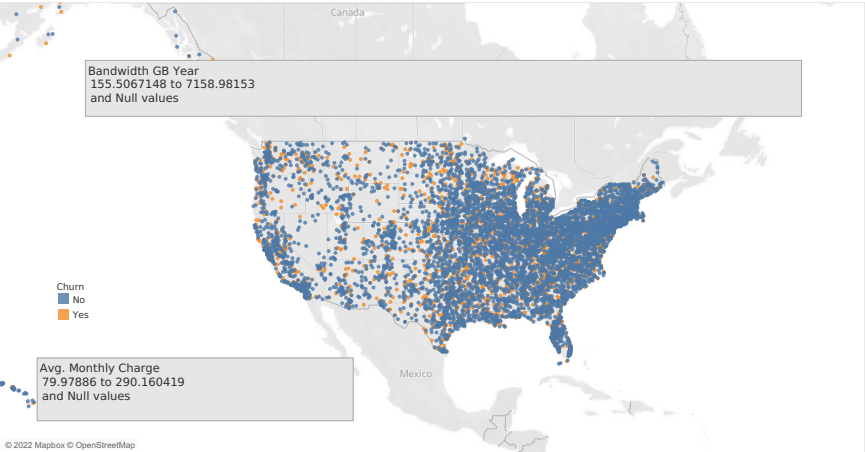 Canada
Bandwidth GB Year
155.5067148 to 7158.98153
and Null values
Churn
No
Yes
Avg. Monthly Charge
79.97886 to 290.160419
and Null values
Mexico
© 2022 Mapbox © OpenStreetMap